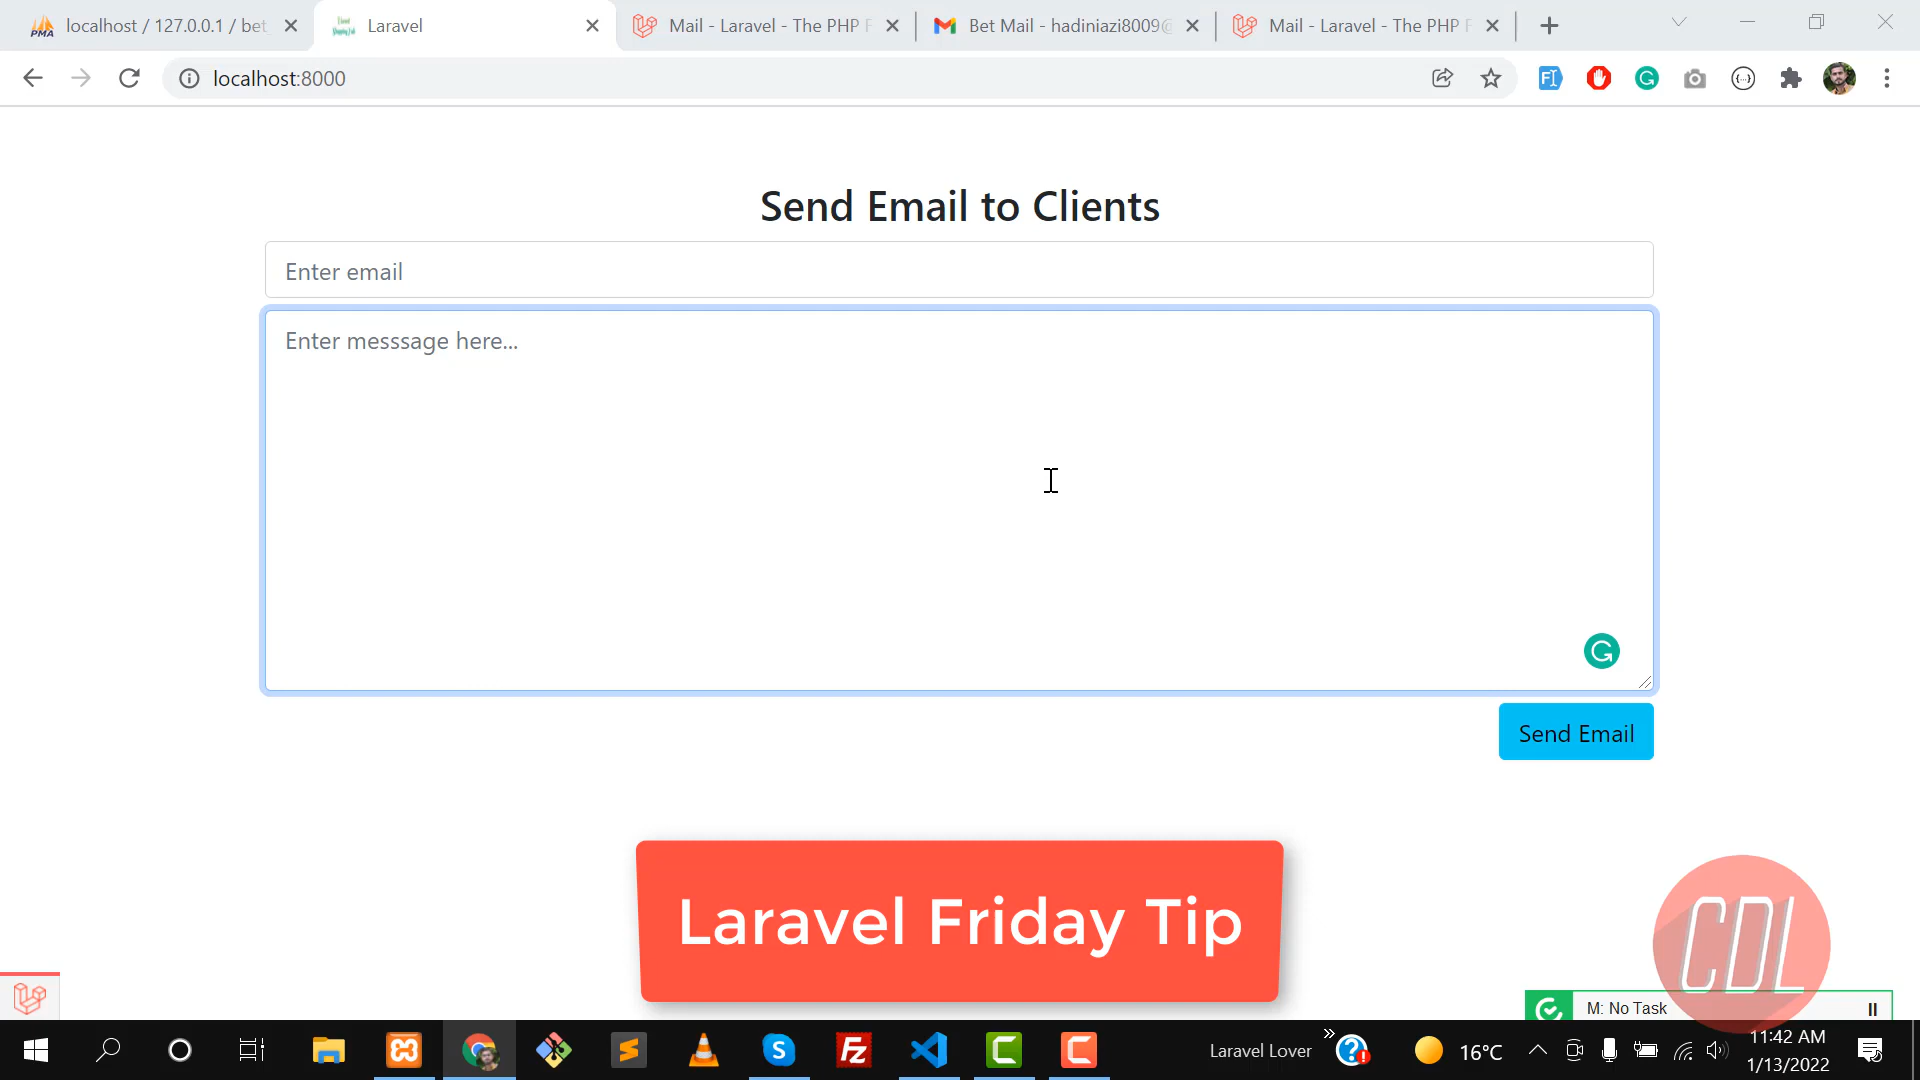 localhost / 127.0.0.1 / bet
Laravel
Mail - Laravel - The PHP F
Bet Mail - hadiniazi8009@
Mail - Laravel - The PHP F
localhost:8000
Send Email to Clients
Enter email
Enter messsage here...
Send Email
Laravel Friday Tip
CDL
M: No Task
Laravel Lover
16°C
11:42 AM
1/13/2022